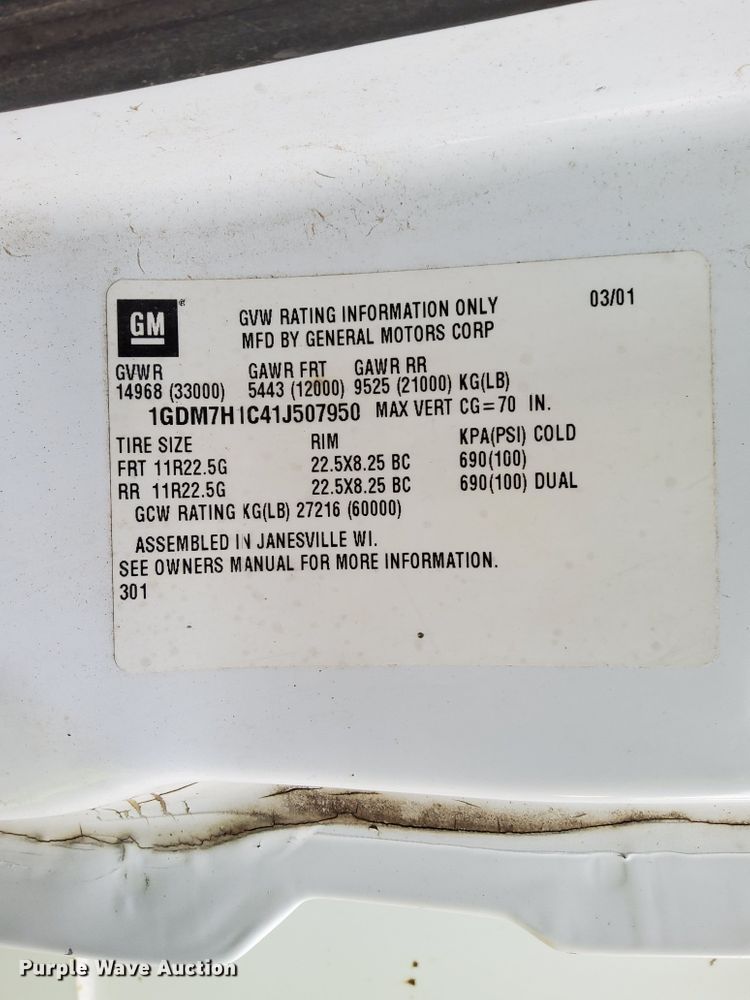 GM®
GVW RATING INFORMATION ONLY 03/01
MFD BY GENERAL MOTORS CORP
GVWR GAWR FRT GAWR RR
14968 (33000) 5443 (12000) 9525 (21000) KG(LB)
1GDM7H1C41J507950 MAX VERT CG=70 IN.
TIRE SIZE RIM KPA(PSI) COLD
FRT 11R22.5G 22.5X8.25 BC 690(100)
RR 11R22.5G 22.5X8.25 BC 690(100) DUAL
GCW RATING KG(LB) 27216 (60000)
ASSEMBLED IN JANESVILLE WI.
SEE OWNERS MANUAL FOR MORE INFORMATION.
301
Purple Wave Auction